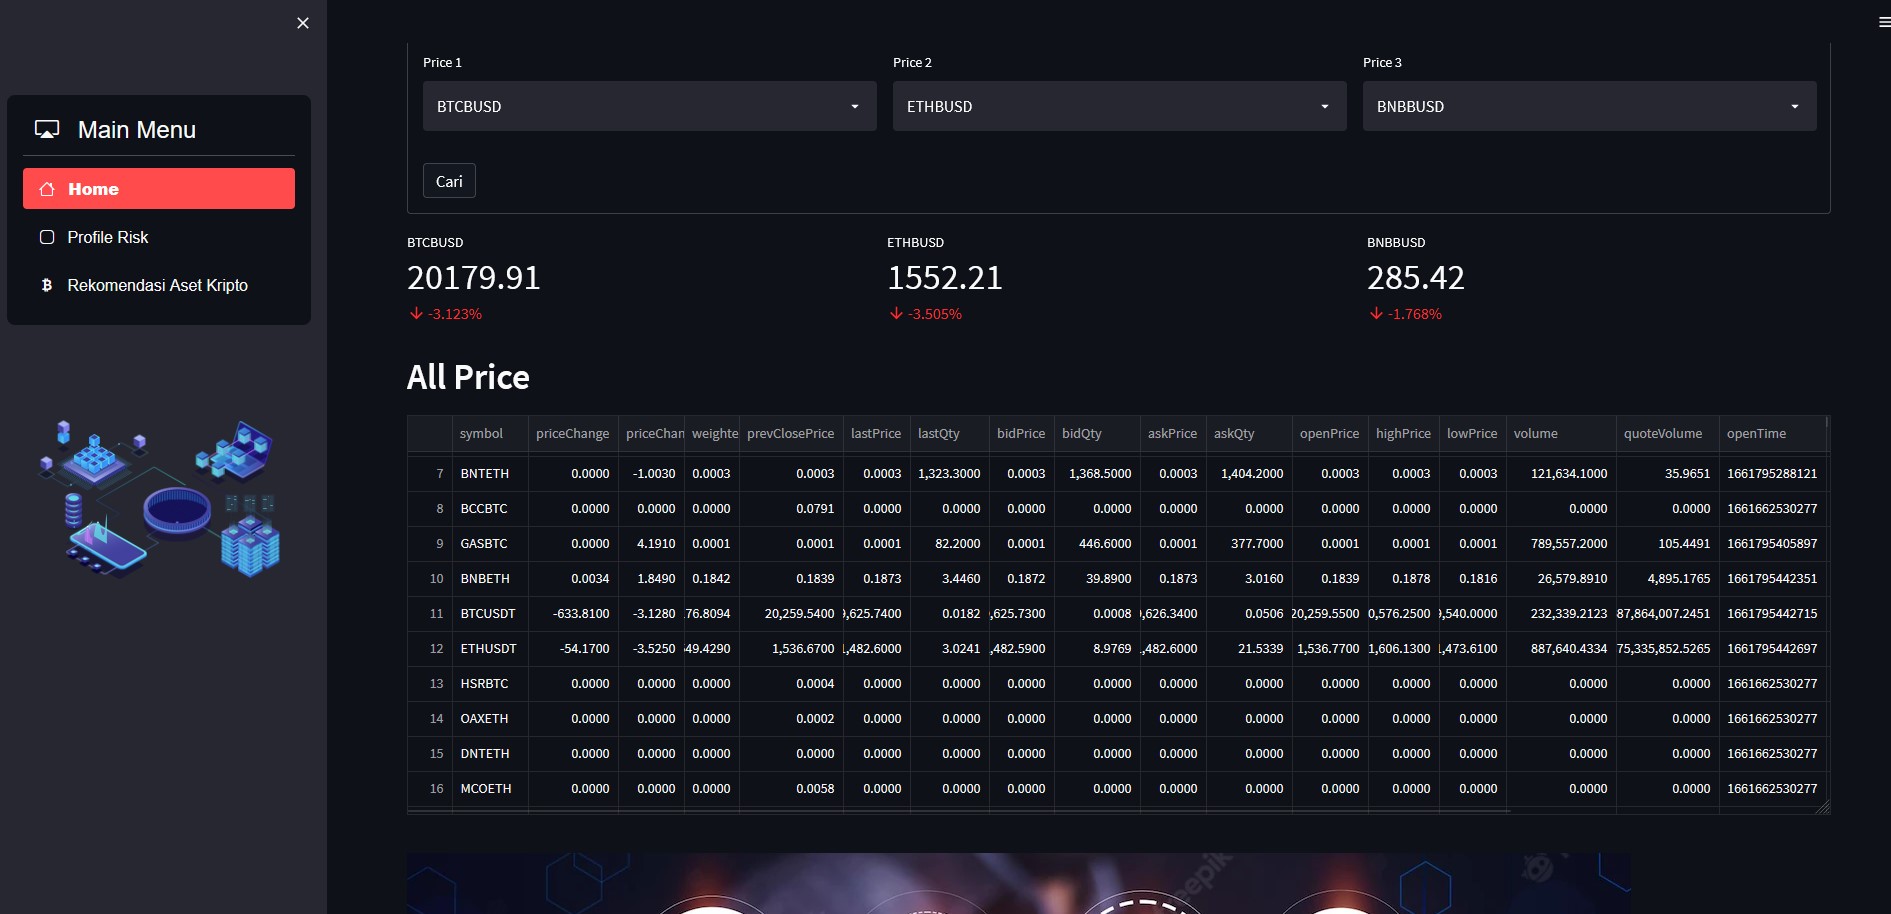 Main Menu
Home
Profile Risk
Rekomendasi Aset Kripto
Price 1 Price 2 Price 3
BTCBUSD ETHBUSD BNBBUSD
Cari
BTCBUSD ETHBUSD BNBBUSD
20179.91 1552.21 285.42
-3.123% -3.505% -1.768%
All Price
symbol priceChange priceChan weighte prevClosePrice lastPrice lastQty bidPrice bidQty askPrice askQty openPrice highPrice lowPrice volume quoteVolume openTime
7 BNTETH 0.0000 -1.0030 0.0003 0.0003 0.0003 1,323.3000 0.0003 1,368.5000 0.0003 1,404.2000 0.0003 0.0003 0.0003 121,634.1000 35.9651 1661795288121
8 BCCBTC 0.0000 0.0000 0.0000 0.0791 0.0000 0.0000 0.0000 0.0000 0.0000 0.0000 0.0000 0.0000 0.0000 0.0000 0.0000 1661662530277
9 GASBTC 0.0000 4.1910 0.0001 0.0001 0.0001 82.2000 0.0001 446.6000 0.0001 377.7000 0.0001 0.0001 0.0001 789,557.2000 105.4491 1661795405897
10 BNBETH 0.0034 1.8490 0.1842 0.1839 0.1873 3.4460 0.1872 39.8900 0.1873 3.0160 0.1839 0.1878 0.1816 26,579.8910 4,895.1765 1661795442351
11 BTCUSDT -633.8100 -3.1280 76.8094 20,259.5400 9,625.7400 0.0182 ,625.7300 0.0008 ,626.3400 0.0506 20,259.5500 0,576.2500 9,540.0000 232,339.2123 87,864,007.2451 1661795442715
12 ETHUSDT -54.1700 -3.5250 49.4290 1,536.6700 1,482.6000 3.0241 ,482.5900 8.9769 ,482.6000 21.5339 1,536.7700 1,606.1300 1,473.6100 887,640.4334 75,335,852.5265 1661795442697
13 HSRBTC 0.0000 0.0000 0.0000 0.0004 0.0000 0.0000 0.0000 0.0000 0.0000 0.0000 0.0000 0.0000 0.0000 0.0000 0.0000 1661662530277
14 OAXETH 0.0000 0.0000 0.0000 0.0002 0.0000 0.0000 0.0000 0.0000 0.0000 0.0000 0.0000 0.0000 0.0000 0.0000 0.0000 1661662530277
15 DNTETH 0.0000 0.0000 0.0000 0.0000 0.0000 0.0000 0.0000 0.0000 0.0000 0.0000 0.0000 0.0000 0.0000 0.0000 0.0000 1661662530277
16 MCOETH 0.0000 0.0000 0.0000 0.0058 0.0000 0.0000 0.0000 0.0000 0.0000 0.0000 0.0000 0.0000 0.0000 0.0000 0.0000 1661662530277